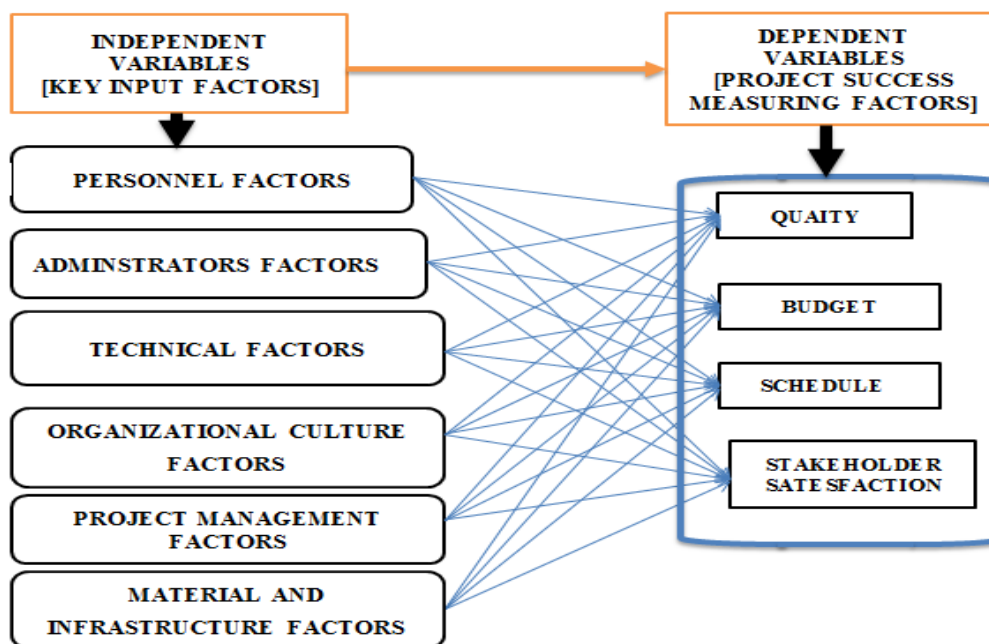 INDEPENDENT
VARIABLES
[KEY INPUT FACTORS]
DEPENDENT
VARIABLES
[PROJECT SUCCESS
MEASURING FACTORS]
PERSONNEL FACTORS
ADMINSTRATORS FACTORS
TECHNICAL FACTORS
ORGANIZATIONAL CULTURE
FACTORS
PROJECT MANAGEMENT
FACTORS
MATERIAL AND
INFRASTRUCTURE FACTORS
QUAITY
BUDGET
SCHEDULE
STAKEHOLDER
SATESFACTION